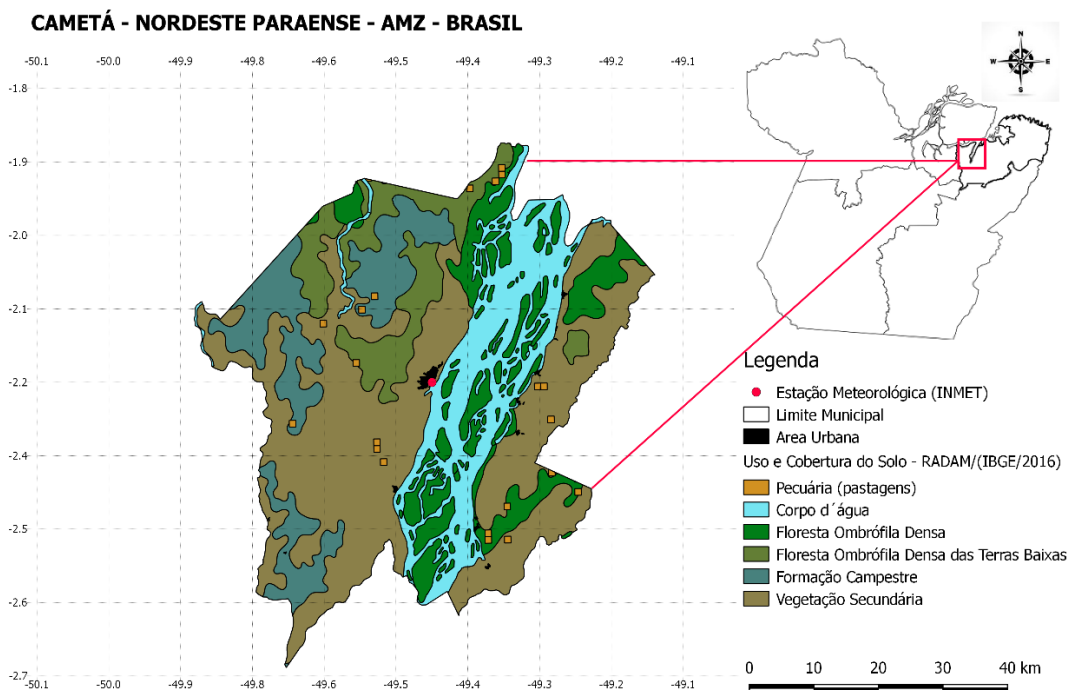 CAMETÁ - NORDESTE PARAENSE - AMZ - BRASIL
-50.1 -50.0 -49.9 -49.8 -49.7 -49.6 -49.5 -49.4 -49.3 -49.2 -49.1
-1.8
-1.9
-2.0
-2.1
-2.2
-2.3
-2.4
-2.5
-2.6
-2.7
-50.1 -50.0 -49.9 -49.8 -49.7 -49.6 -49.5 -49.4 -49.3 -49.2 -49.1
N
W E
S
Legenda
Estação Meteorológica (INMET)
Limite Municipal
Area Urbana
Uso e Cobertura do Solo - RADAM/(IBGE/2016)
Pecuária (pastagens)
Corpo d´água
Floresta Ombrófila Densa
Floresta Ombrófila Densa das Terras Baixas
Formação Campestre
Vegetação Secundária
0 10 20 30 40 km